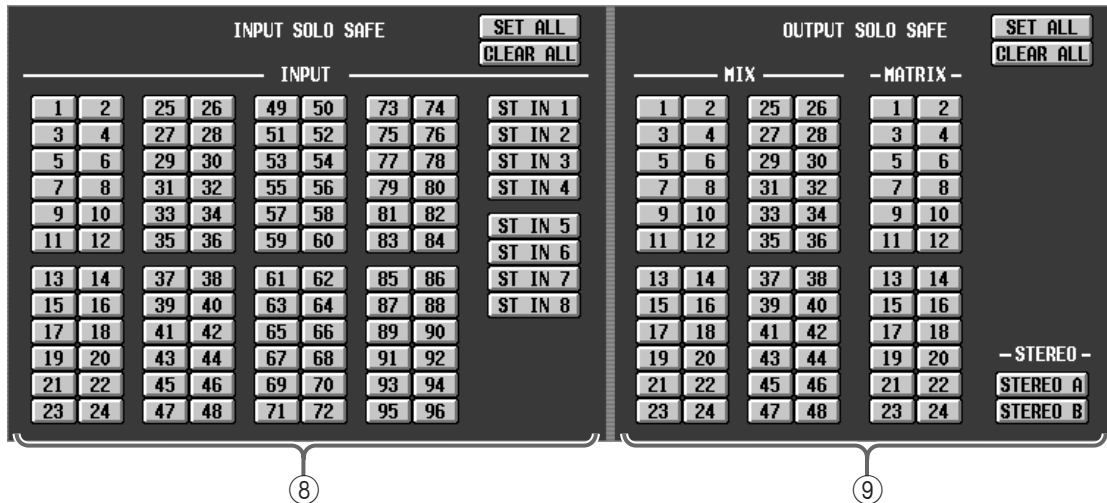 INPUT SOLO SAFE SET ALL
CLEAR ALL
INPUT
1 2 25 26 49 50 73 74 ST IN 1
3 4 27 28 51 52 75 76 ST IN 2
5 6 29 30 53 54 77 78 ST IN 3
7 8 31 32 55 56 79 80 ST IN 4
9 10 33 34 57 58 81 82
ST IN 5
11 12 35 36 59 60 83 84
ST IN 6
13 14 37 38 61 62 85 86 ST IN 7
15 16 39 40 63 64 87 88 ST IN 8
17 18 41 42 65 66 89 90
19 20 43 44 67 68 91 92
21 22 45 46 69 70 93 94
23 24 47 48 71 72 95 96
⑧
OUTPUT SOLO SAFE SET ALL
CLEAR ALL
MIX - MATRIX -
1 2 25 26 1 2
3 4 27 28 3 4
5 6 29 30 5 6
7 8 31 32 7 8
9 10 33 34 9 10
11 12 35 36 11 12
13 14 37 38 13 14
15 16 39 40 15 16
17 18 41 42 17 18
19 20 43 44 19 20 - STEREO -
21 22 45 46 21 22 STEREO A
23 24 47 48 23 24 STEREO B
⑨